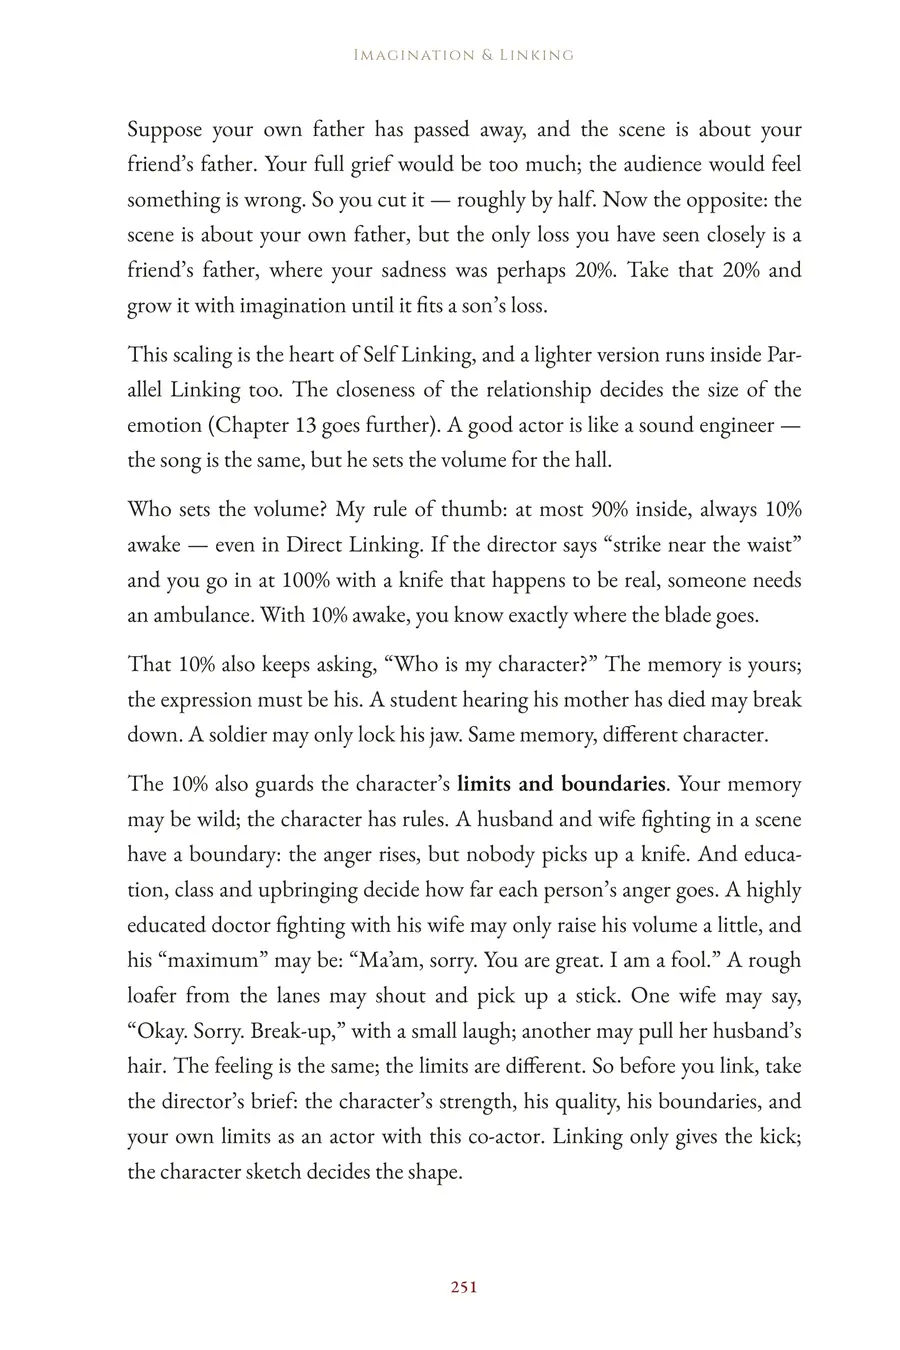 IMAGINATION & LINKING
Suppose your own father has passed away, and the scene is about your
friend’s father. Your full grief would be too much; the audience would feel
something is wrong. So you cut it — roughly by half. Now the opposite: the
scene is about your own father, but the only loss you have seen closely is a
friend’s father, where your sadness was perhaps 20%. Take that 20% and
grow it with imagination until it fits a son’s loss.
This scaling is the heart of Self Linking, and a lighter version runs inside Par-
allel Linking too. The closeness of the relationship decides the size of the
emotion (Chapter 13 goes further). A good actor is like a sound engineer —
the song is the same, but he sets the volume for the hall.
Who sets the volume? My rule of thumb: at most 90% inside, always 10%
awake — even in Direct Linking. If the director says “strike near the waist”
and you go in at 100% with a knife that happens to be real, someone needs
an ambulance. With 10% awake, you know exactly where the blade goes.
That 10% also keeps asking, “Who is my character?” The memory is yours;
the expression must be his. A student hearing his mother has died may break
down. A soldier may only lock his jaw. Same memory, different character.
The 10% also guards the character’s limits and boundaries. Your memory
may be wild; the character has rules. A husband and wife fighting in a scene
have a boundary: the anger rises, but nobody picks up a knife. And educa-
tion, class and upbringing decide how far each person’s anger goes. A highly
educated doctor fighting with his wife may only raise his volume a little, and
his “maximum” may be: “Ma’am, sorry. You are great. I am a fool.” A rough
loafer from the lanes may shout and pick up a stick. One wife may say,
“Okay. Sorry. Break-up,” with a small laugh; another may pull her husband’s
hair. The feeling is the same; the limits are different. So before you link, take
the director’s brief: the character’s strength, his quality, his boundaries, and
your own limits as an actor with this co-actor. Linking only gives the kick;
the character sketch decides the shape.
251